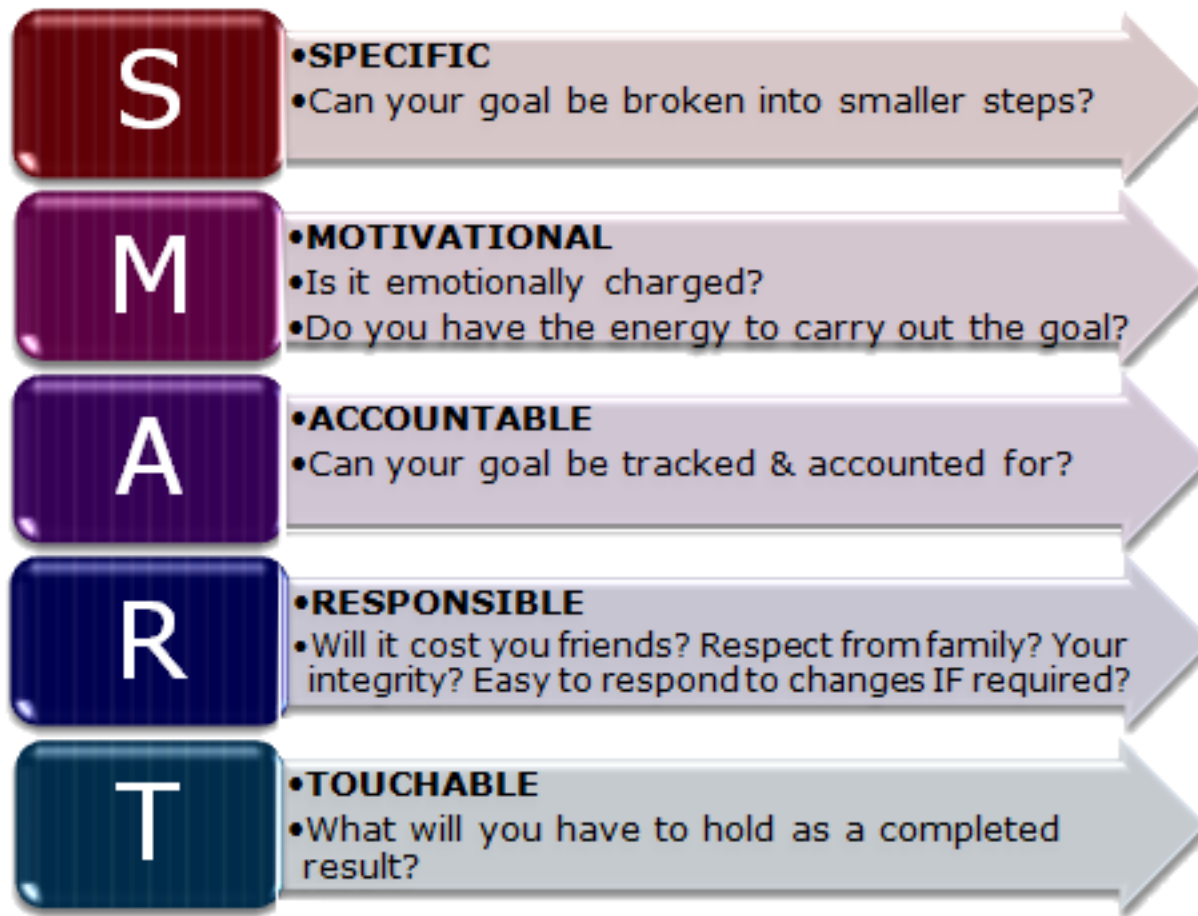 S
•SPECIFIC
•Can your goal be broken into smaller steps?
M
•MOTIVATIONAL
•Is it emotionally charged?
•Do you have the energy to carry out the goal?
A
•ACCOUNTABLE
•Can your goal be tracked & accounted for?
R
•RESPONSIBLE
•Will it cost you friends? Respect from family? Your
integrity? Easy to respond to changes IF required?
T
•TOUCHABLE
•What will you have to hold as a completed
result?